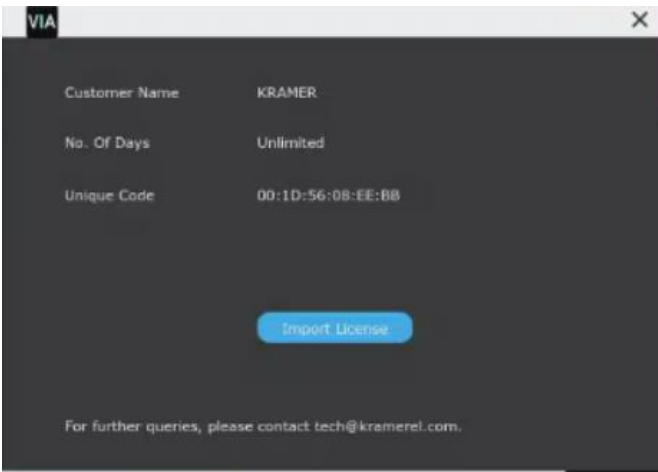 VIA
Customer Name KRAMER
No. Of Days Unlimited
Unique Code 00:1D:56:08:EE:BB
Import License
For further queries, please contact tech@kramerel.com.